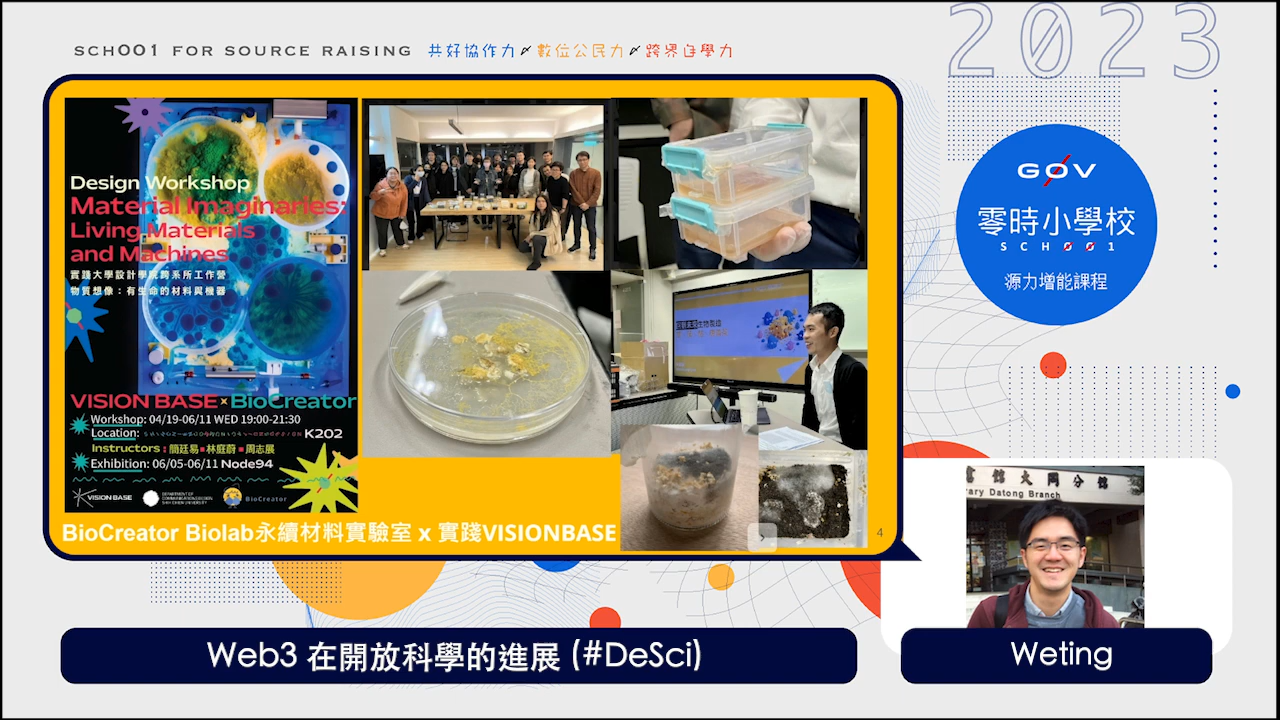 SCHOO1 FOR SOURCE RAISING 共好協作力 數位公民力 跨界自學力
2023
GØV
零時小學校
SCHØØ1
源力增能課程
Design Workshop
Material Imaginaries:
Living Materials
and Machines
實踐大學設計學院跨系所工作營
物質想像：有生命的材料與機器
VISION BASE × BioCreator
Workshop: 04/19-06/11 WED 19:00-21:30
Location: K202
Instructors：簡廷易 林庭蔚 周志展
Exhibition: 06/05-06/11 Node94
VISION BASE
BioCreator
BioCreator Biolab永續材料實驗室 x 實踐VISIONBASE
4
大同分館
rary Datong Branch
Web3 在開放科學的進展 (#DeSci)
Weting